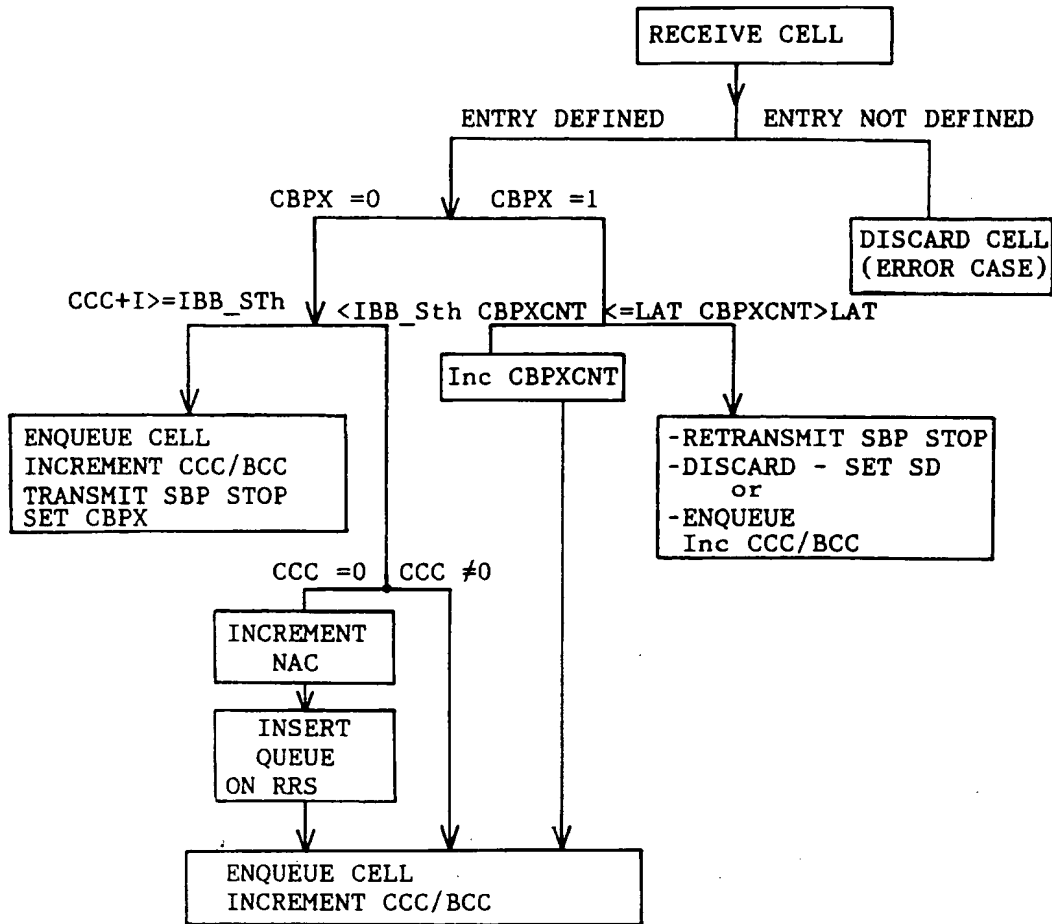 RECEIVE CELL
ENTRY DEFINED ENTRY NOT DEFINED
CBPX =0 CBPX =1
DISCARD CELL
(ERROR CASE)
CCC+I>=IBB_STh <IBB_Sth CBPXCNT <=LAT CBPXCNT>LAT
Inc CBPXCNT
ENQUEUE CELL
INCREMENT CCC/BCC
TRANSMIT SBP STOP
SET CBPX
-RETRANSMIT SBP STOP
-DISCARD - SET SD
or
-ENQUEUE
Inc CCC/BCC
CCC =0 CCC ≠0
INCREMENT
NAC
INSERT
QUEUE
ON RRS
ENQUEUE CELL
INCREMENT CCC/BCC